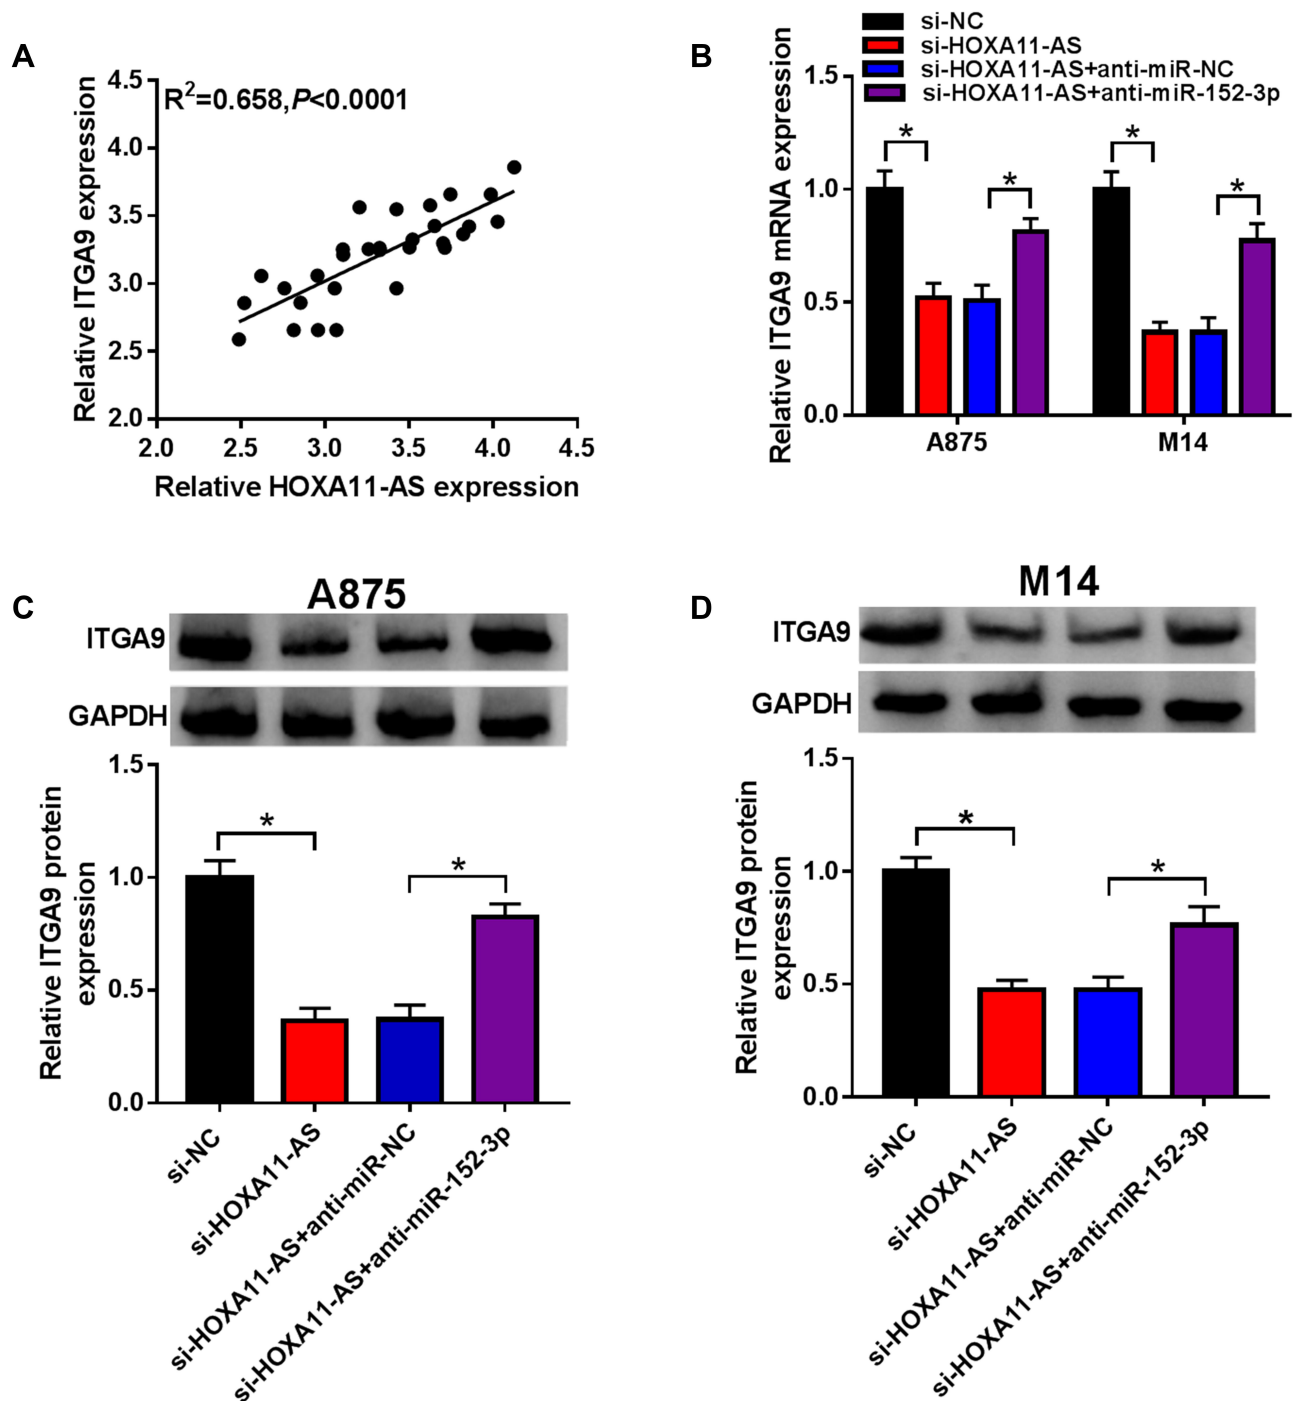 A
R2=0.658,P<0.0001
Relative ITGA9 expression
4.5
4.0
3.5
3.0
2.5
2.0
2.0 2.5 3.0 3.5 4.0 4.5
Relative HOXA11-AS expression
B
si-NC
si-HOXA11-AS
si-HOXA11-AS+anti-miR-NC
si-HOXA11-AS+anti-miR-152-3p
Relative ITGA9 mRNA expression
1.5
1.0
0.5
0.0
* * * *
A875 M14
C
A875
ITGA9
GAPDH
Relative ITGA9 protein
expression
1.5
1.0
0.5
0.0
* *
si-NC
si-HOXA11-AS
si-HOXA11-AS+anti-miR-NC
si-HOXA11-AS+anti-miR-152-3p
D
M14
ITGA9
GAPDH
Relative ITGA9 protein
expression
1.5
1.0
0.5
0.0
* *
si-NC
si-HOXA11-AS
si-HOXA11-AS+anti-miR-NC
si-HOXA11-AS+anti-miR-152-3p